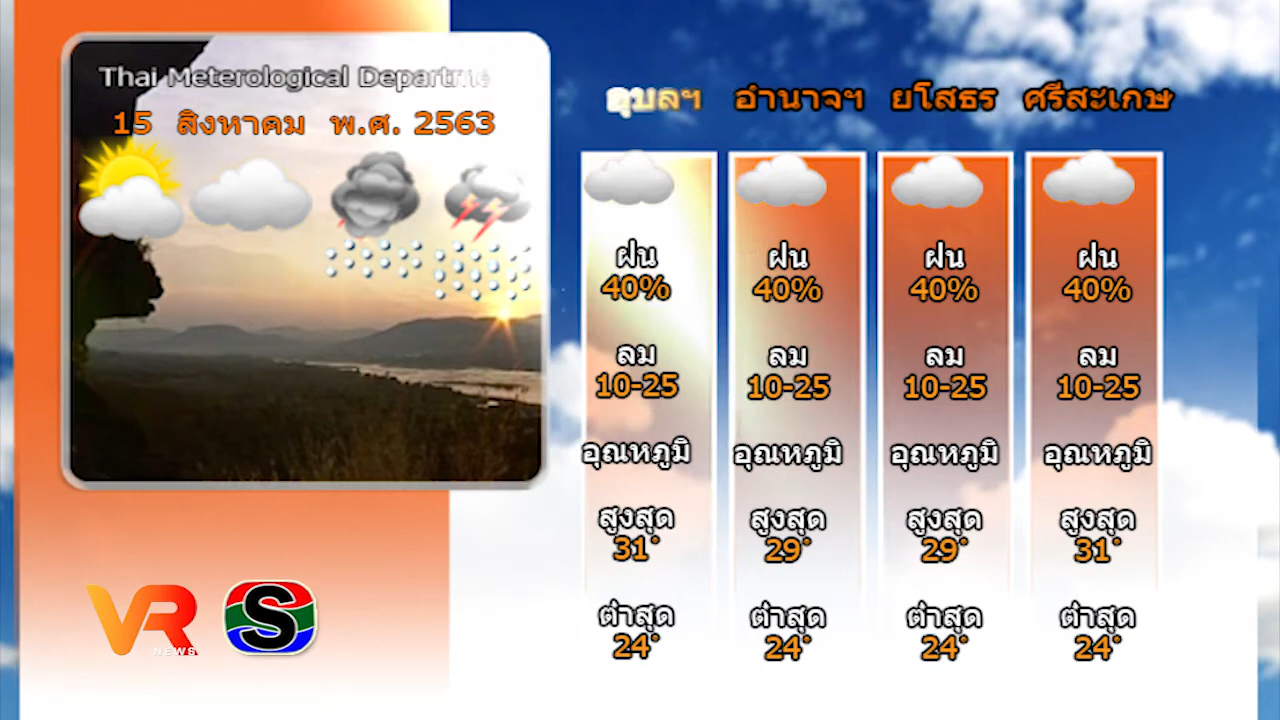 Thai Meterological Departme
15 สิงหาคม พ.ศ. 2563
อุบลฯ อำนาจฯ ยโสธร ศรีสะเกษ
ฝน ฝน ฝน ฝน
40% 40% 40% 40%
ลม ลม ลม ลม
10-25 10-25 10-25 10-25
อุณหภูมิ อุณหภูมิ อุณหภูมิ อุณหภูมิ
สูงสุด สูงสุด สูงสุด สูงสุด
31° 29° 29° 31°
ต่ำสุด ต่ำสุด ต่ำสุด ต่ำสุด
24° 24° 24° 24°
VR S
NEWS